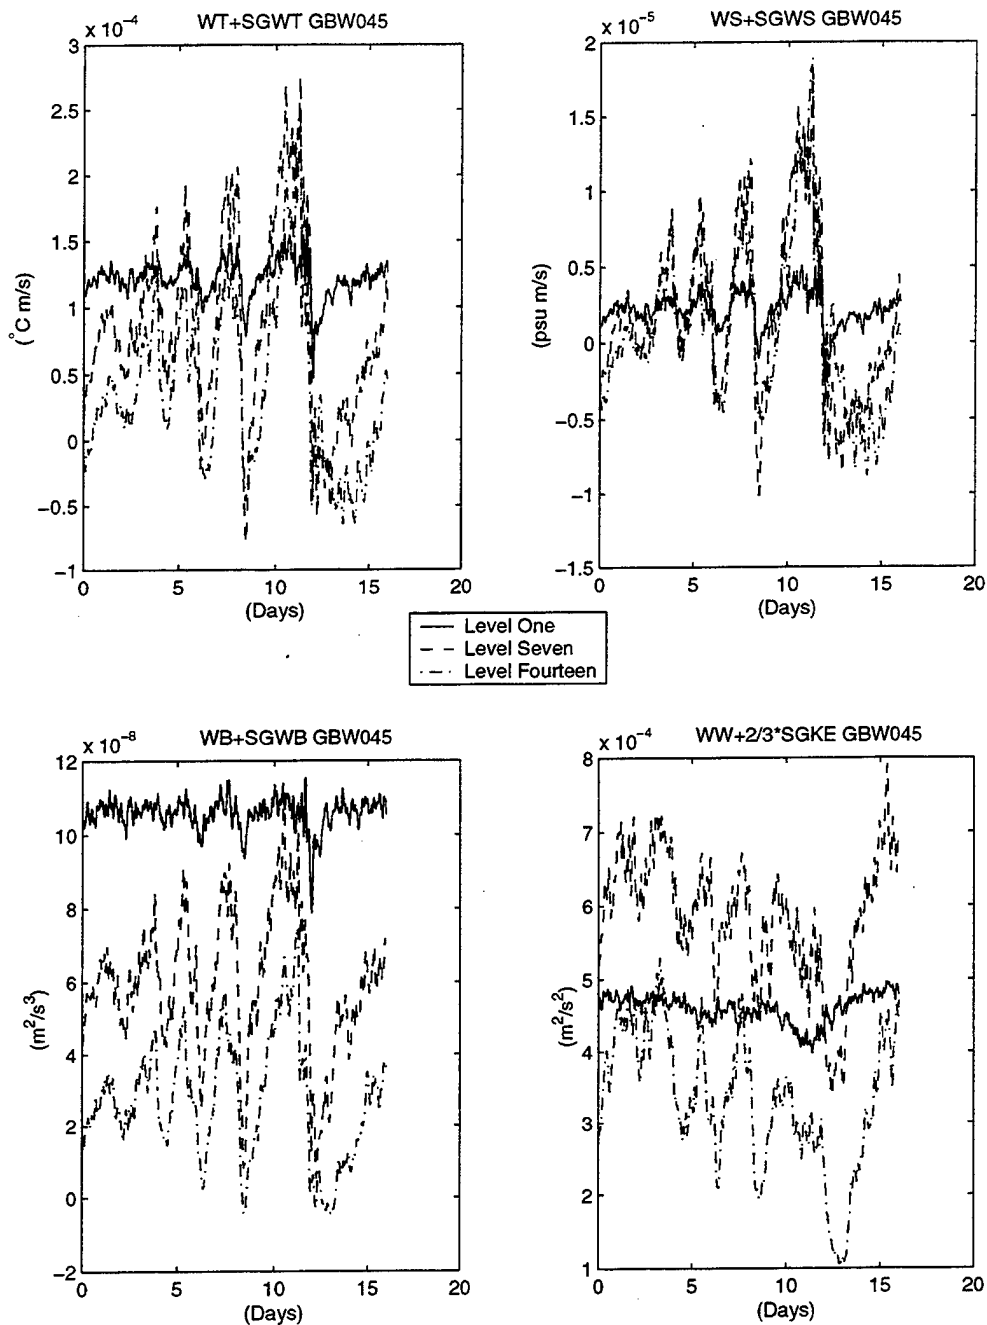 x 10⁻⁴
WT+SGWT GBW045
3
2.5
2
1.5
1
0.5
0
−0.5
−1
(°C m/s)
0 5 10 15 20
(Days)
x 10⁻⁵
WS+SGWS GBW045
2
1.5
1
0.5
0
−0.5
−1
−1.5
(psu m/s)
0 5 10 15 20
(Days)
Level One
Level Seven
Level Fourteen
x 10⁻⁸
WB+SGWB GBW045
12
10
8
6
4
2
0
−2
(m²/s³)
0 5 10 15 20
(Days)
x 10⁻⁴
WW+2/3*SGKE GBW045
8
7
6
5
4
3
2
1
(m²/s²)
0 5 10 15 20
(Days)